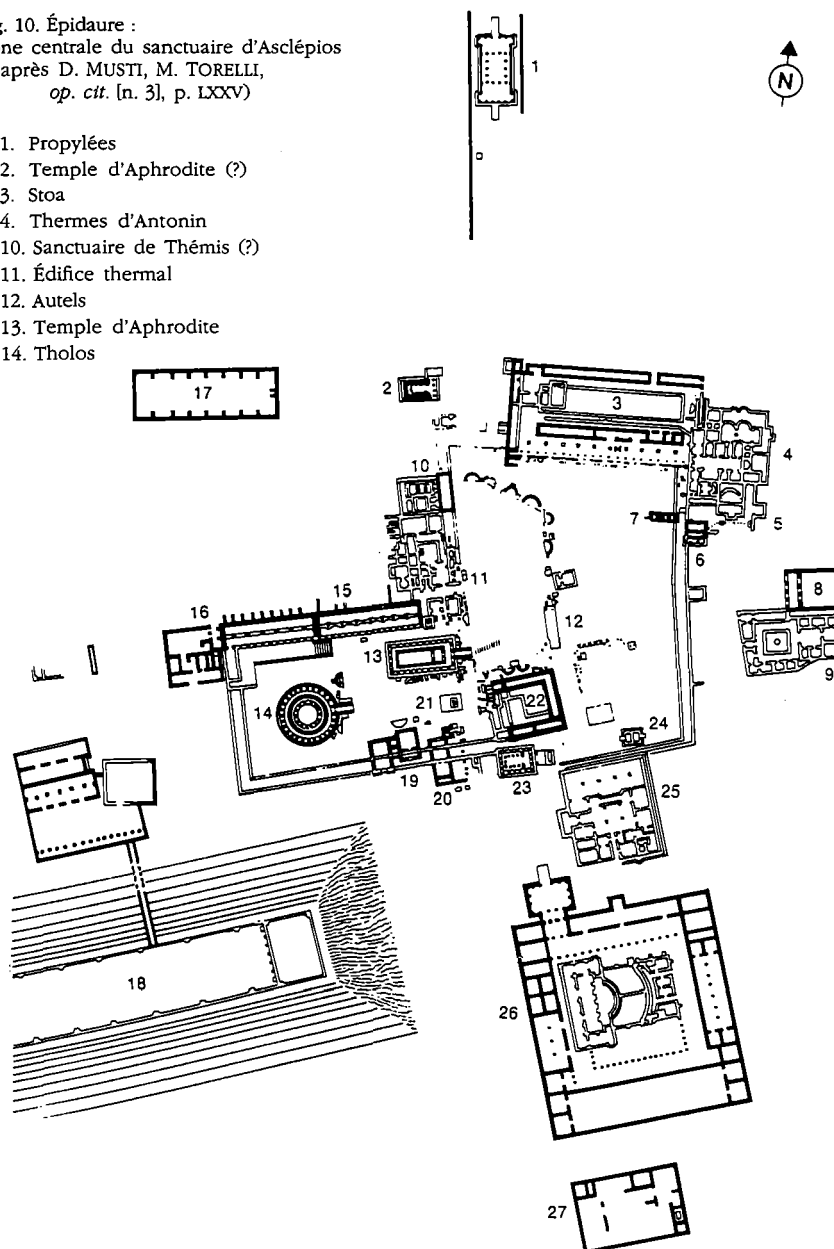 g. 10. Épidaure :
ne centrale du sanctuaire d'Asclépios
après D. MUSTI, M. TORELLI,
op. cit. [n. 3], p. LXXV)
1. Propylées
2. Temple d'Aphrodite (?)
3. Stoa
4. Thermes d'Antonin
10. Sanctuaire de Thémis (?)
11. Édifice thermal
12. Autels
13. Temple d'Aphrodite
14. Tholos
1
N
17
2
3
4
10
7
5
6
11
8
15
12
16
9
13
14
21
22
24
19
20
23
25
18
26
27